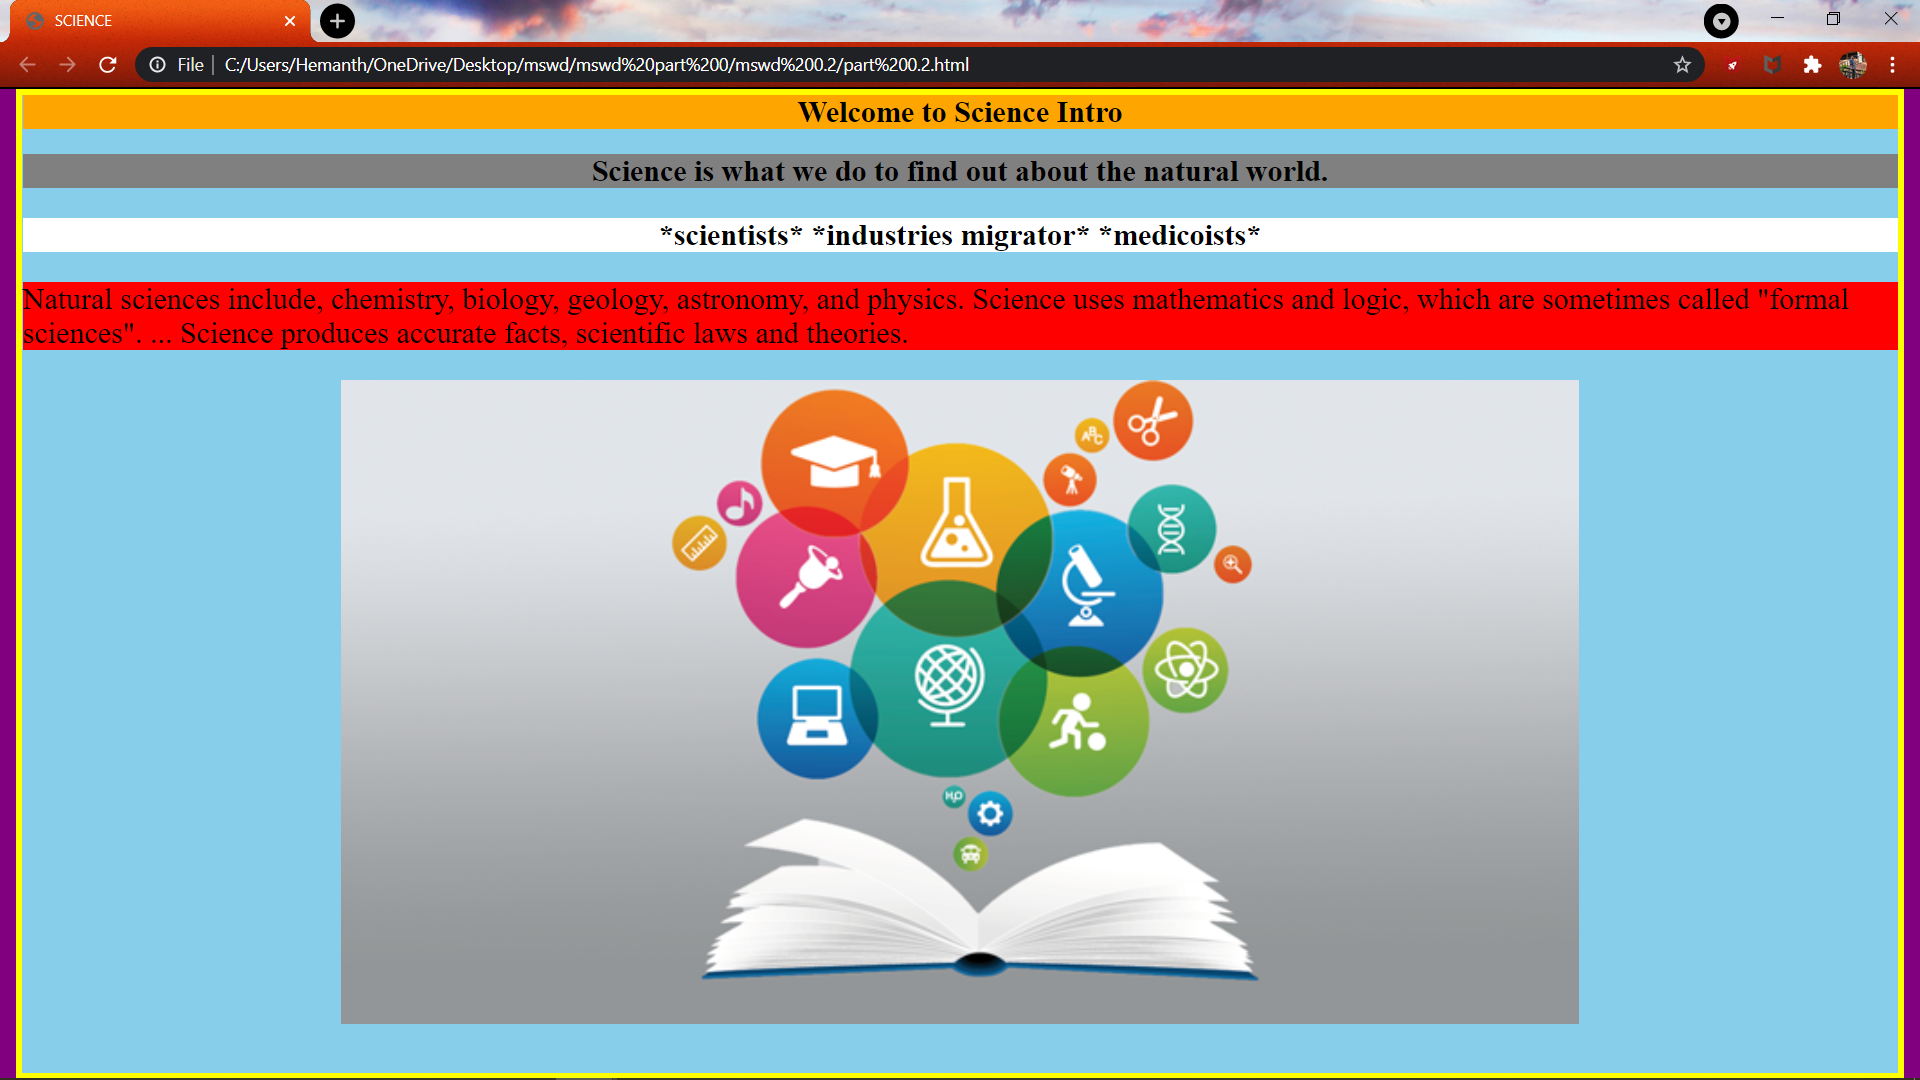 SCIENCE
File
C:/Users/Hemanth/OneDrive/Desktop/mswd/mswd%20part%200/mswd%200.2/part%200.2.html
Welcome to Science Intro
Science is what we do to find out about the natural world.
*scientists* *industries migrator* *medicoists*
Natural sciences include, chemistry, biology, geology, astronomy, and physics. Science uses mathematics and logic, which are sometimes called "formal
sciences". ... Science produces accurate facts, scientific laws and theories.
ABC
H₂O